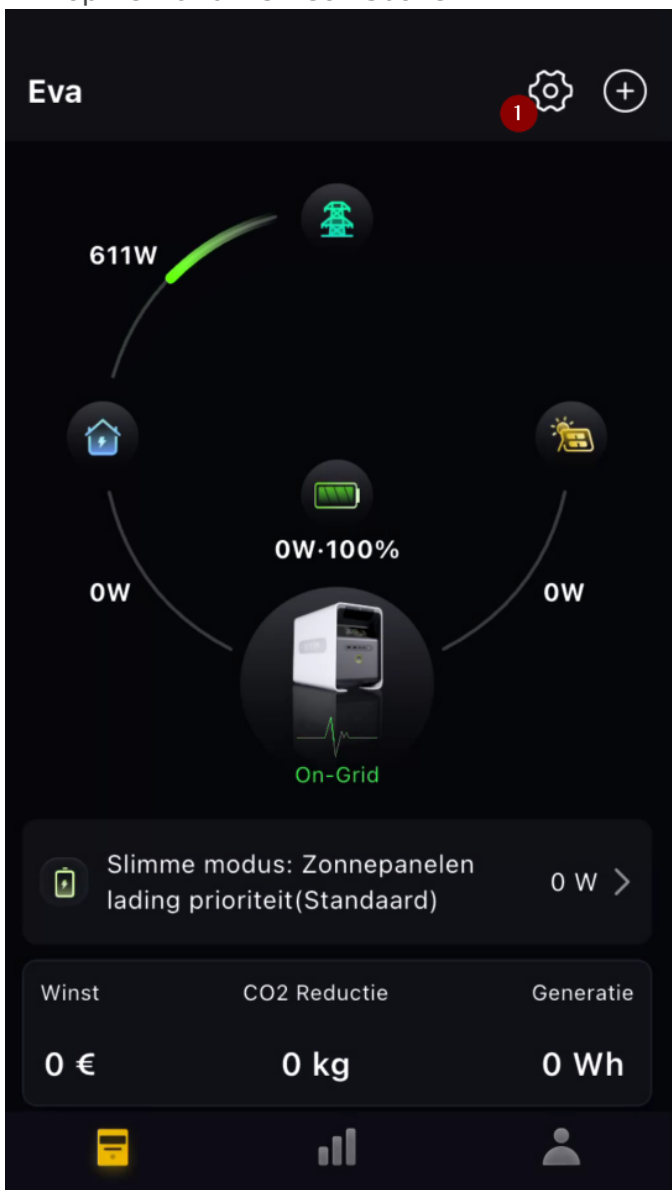 Eva
1
611W
0W·100%
0W
0W
On-Grid
Slimme modus: Zonnepanelen
lading prioriteit(Standaard)
0 W
Winst
CO2 Reductie
Generatie
0 €
0 kg
0 Wh